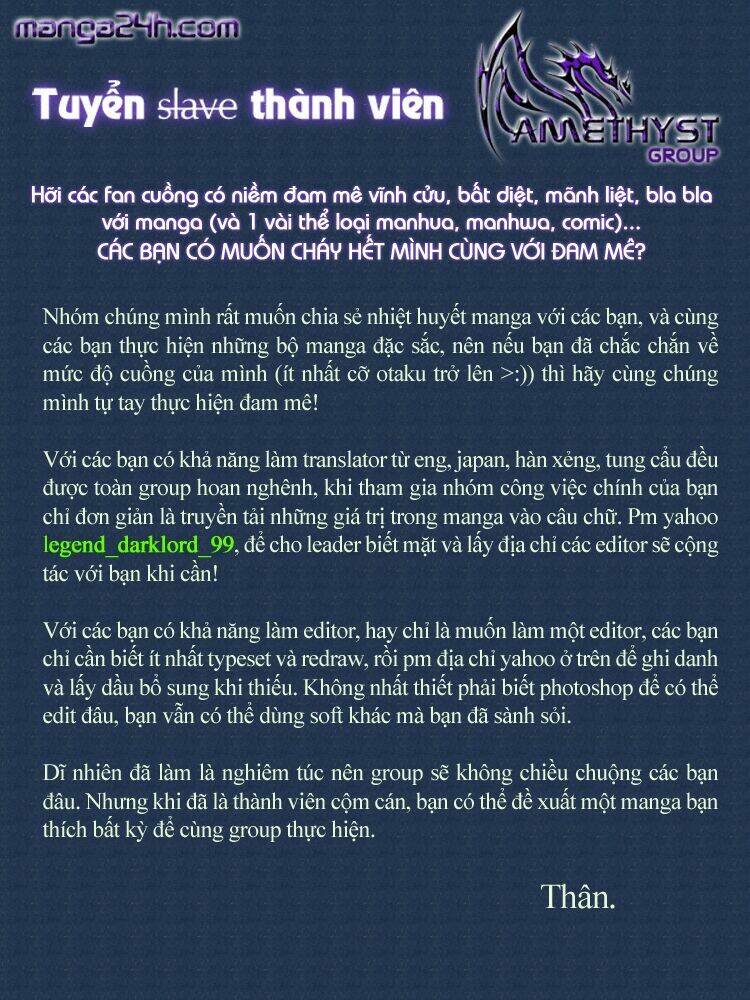 manga24h.com
AMETHYST
GROUP
Tuyển slave thành viên
Hỡi các fan cuồng có niềm đam mê vĩnh cửu, bất diệt, mãnh liệt, bla bla
với manga (và 1 vài thể loại manhua, manhwa, comic)...
CÁC BẠN CÓ MUỐN CHÁY HẾT MÌNH CÙNG VỚI ĐAM MÊ?
Nhóm chúng mình rất muốn chia sẻ nhiệt huyết manga với các bạn, và cùng
các bạn thực hiện những bộ manga đặc sắc, nên nếu bạn đã chắc chắn về
mức độ cuồng của mình (ít nhất cỡ otaku trở lên >:)) thì hãy cùng chúng
mình tự tay thực hiện đam mê!
Với các bạn có khả năng làm translator từ eng, japan, hàn xẻng, tung cẩu đều
được toàn group hoan nghênh, khi tham gia nhóm công việc chính của bạn
chỉ đơn giản là truyền tải những giá trị trong manga vào câu chữ. Pm yahoo
legend_darklord_99, để cho leader biết mặt và lấy địa chỉ các editor sẽ cộng
tác với bạn khi cần!
Với các bạn có khả năng làm editor, hay chỉ là muốn làm một editor, các bạn
chỉ cần biết ít nhất typeset và redraw, rồi pm địa chỉ yahoo ở trên để ghi danh
và lấy dầu bổ sung khi thiếu. Không nhất thiết phải biết photoshop để có thể
edit đâu, bạn vẫn có thể dùng soft khác mà bạn đã sành sỏi.
Dĩ nhiên đã làm là nghiêm túc nên group sẽ không chiều chuộng các bạn
đâu. Nhưng khi đã là thành viên cộm cán, bạn có thể đề xuất một manga bạn
thích bất kỳ để cùng group thực hiện.
Thân.